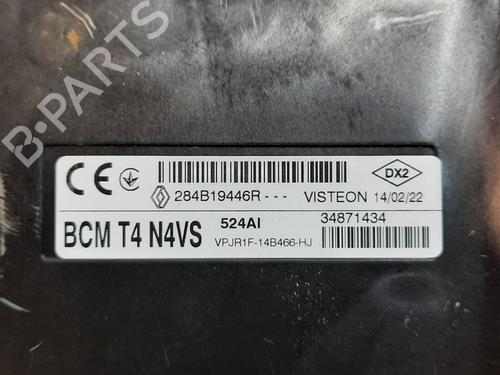 B-PARTS
CE
DX2
284B19446R--- VISTEON 14/02/22
524AI 34871434
BCM T4 N4VS
VPJR1F-14B466-HJ